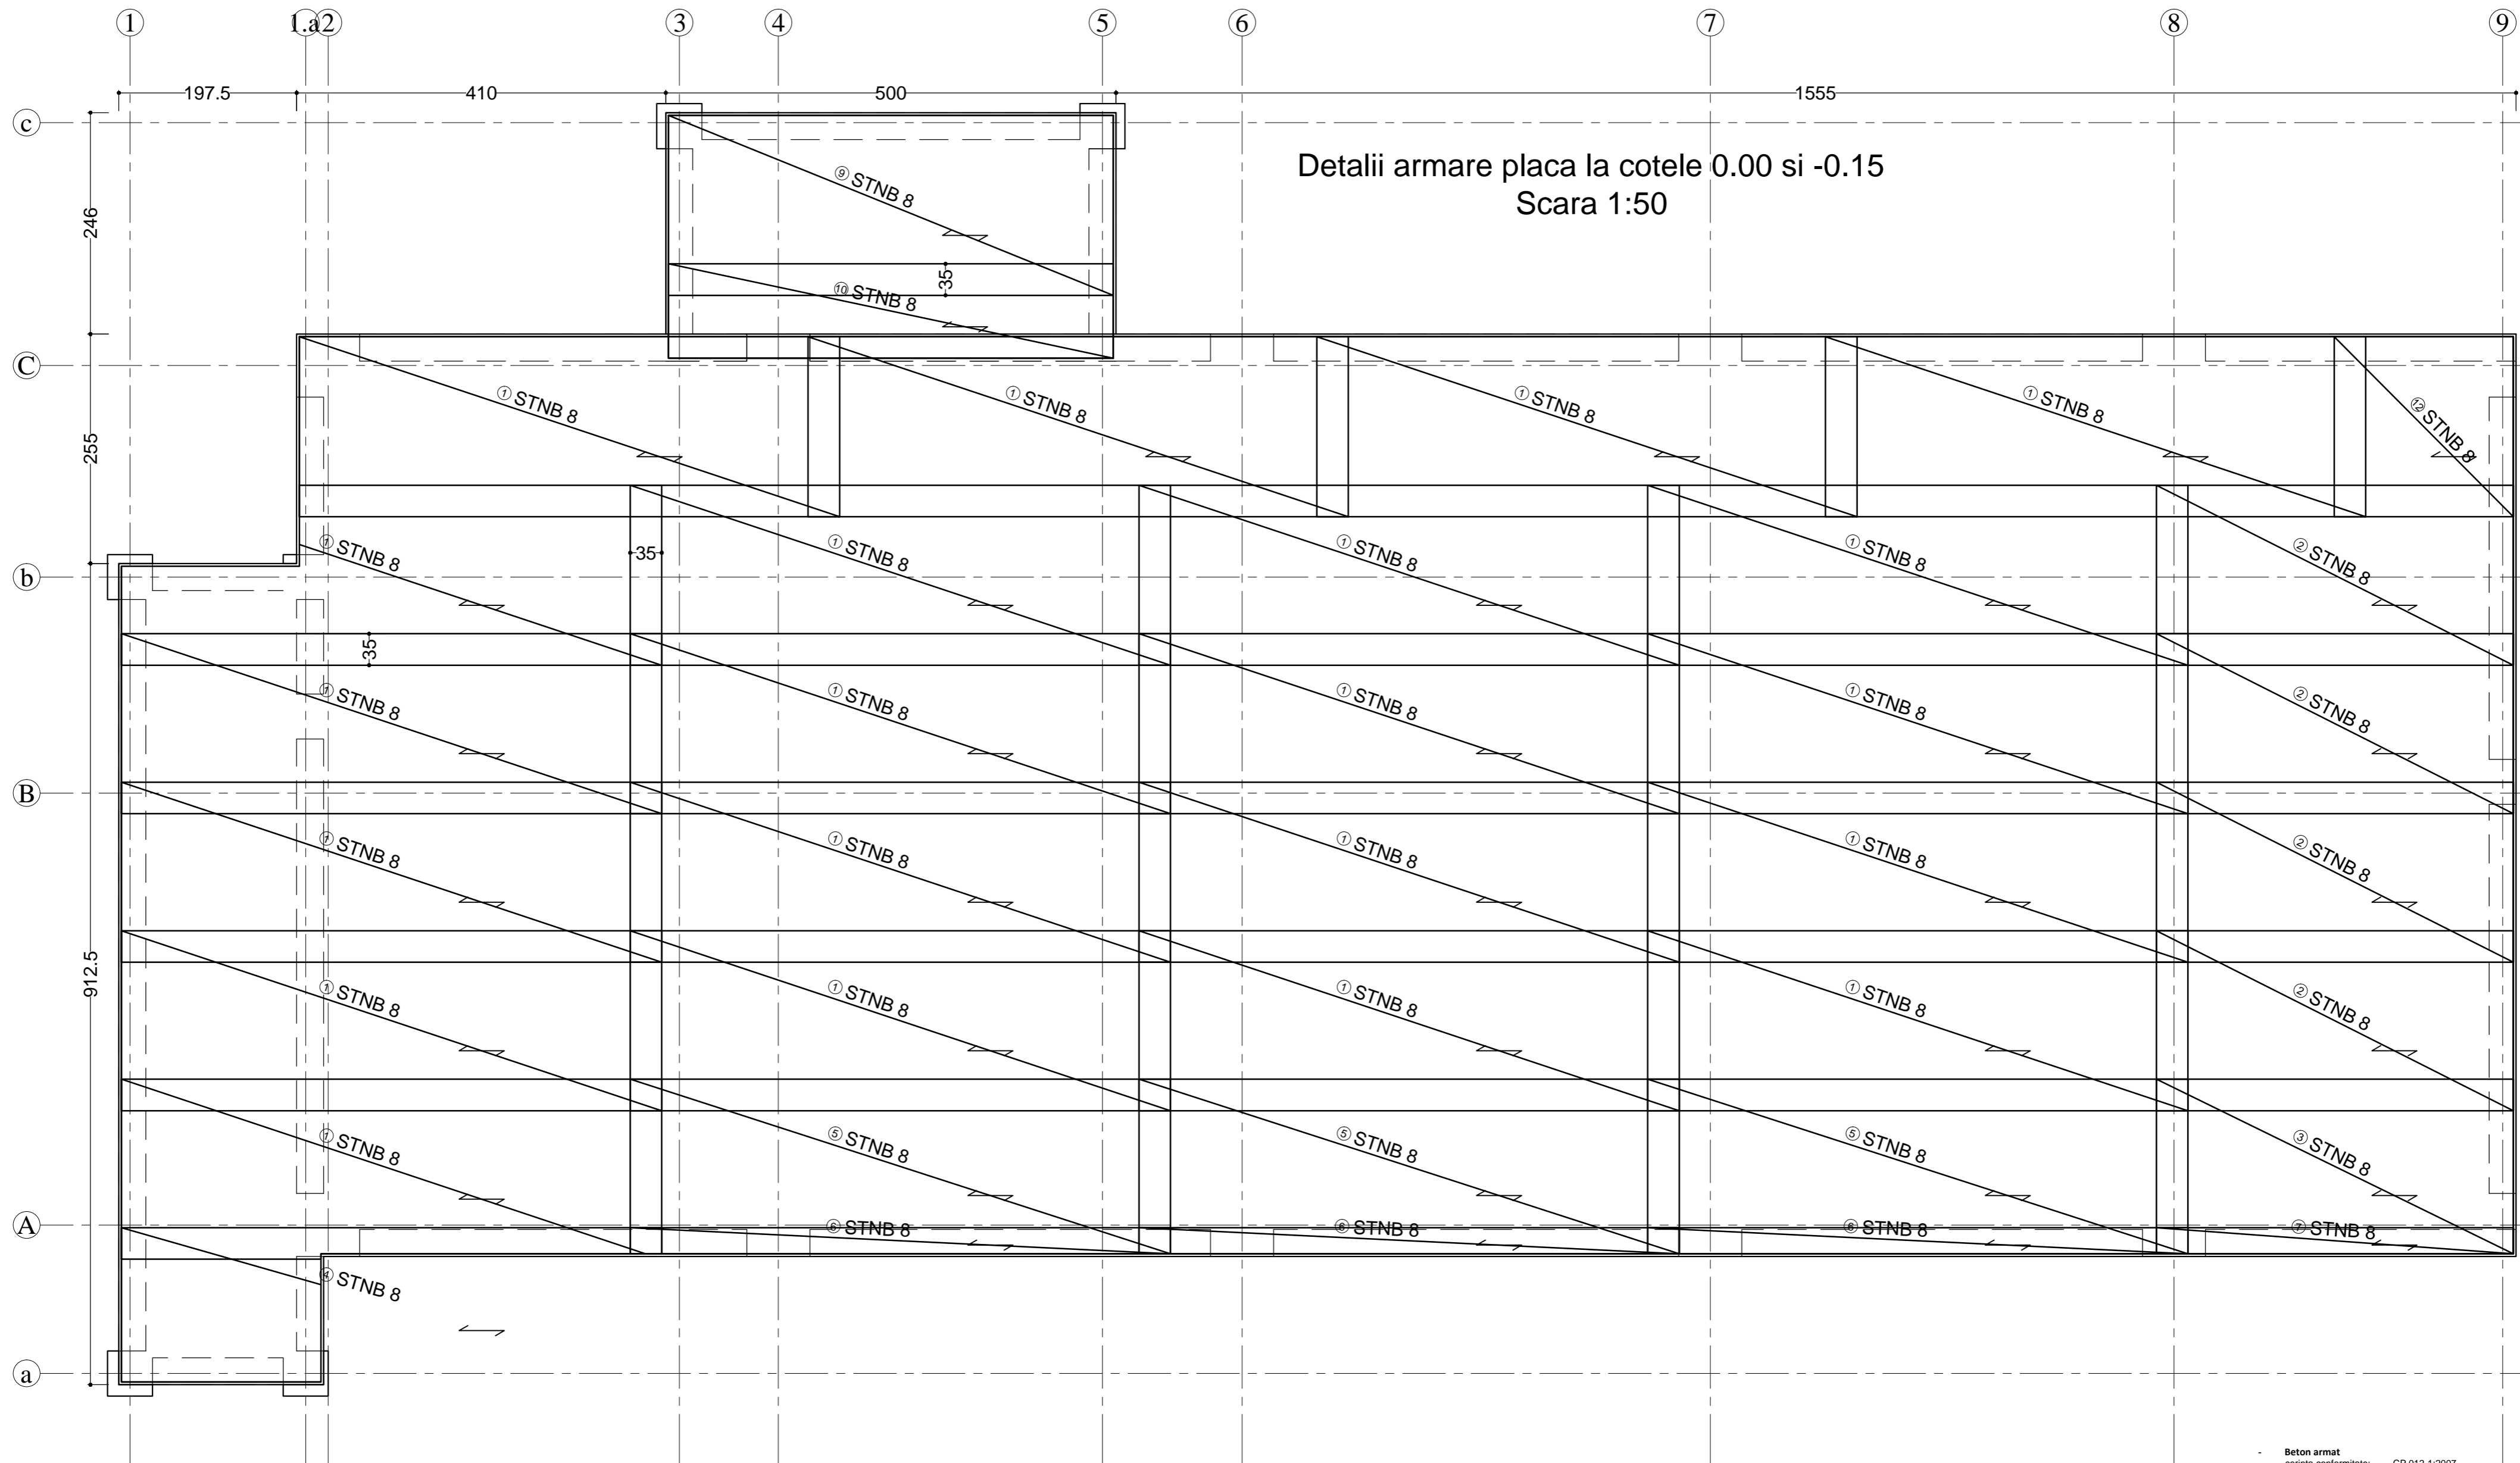 1 1.a 2 3 4 5 6 7 8 9
197.5 410 500 1555
c
Detalii armare placa la cotele 0.00 si -0.15
Scara 1:50
9 STNB 8
246
35
10 STNB 8
C
1 STNB 8 1 STNB 8 1 STNB 8 1 STNB 8 12 STNB 8
255
1 STNB 8 35 1 STNB 8 1 STNB 8 1 STNB 8 2 STNB 8
b
35
1 STNB 8 1 STNB 8 1 STNB 8 1 STNB 8 2 STNB 8
B
1 STNB 8 1 STNB 8 1 STNB 8 1 STNB 8 2 STNB 8
912.5
1 STNB 8 1 STNB 8 1 STNB 8 1 STNB 8 2 STNB 8
1 STNB 8 5 STNB 8 5 STNB 8 5 STNB 8 3 STNB 8
A
6 STNB 8 6 STNB 8 6 STNB 8 7 STNB 8
4 STNB 8
a
- Beton armat